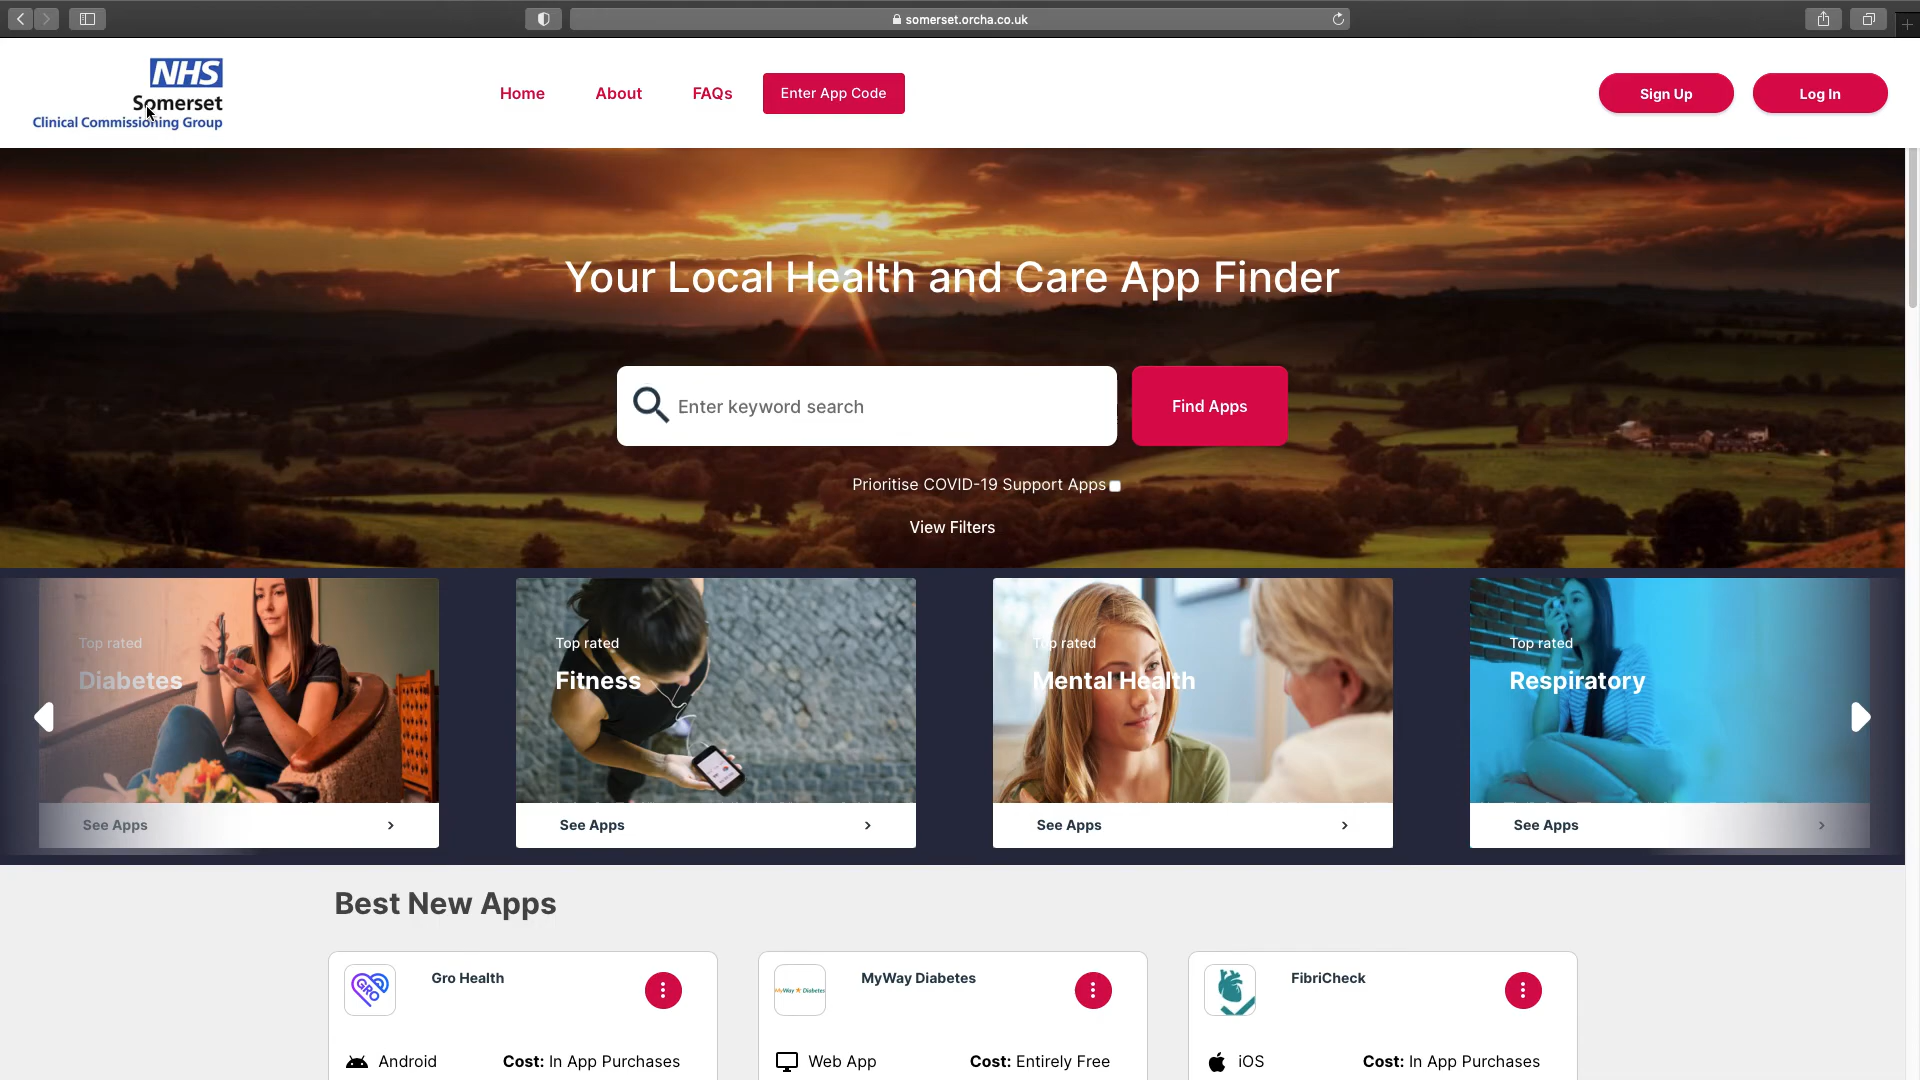 somerset.orcha.co.uk
NHS
Somerset
Clinical Commissioning Group
Home
About
FAQs
Enter App Code
Sign Up
Log In
Your Local Health and Care App Finder
Enter keyword search
Find Apps
Prioritise COVID-19 Support Apps
View Filters
Top rated
Diabetes
See Apps
Top rated
Fitness
See Apps
Top rated
Mental Health
See Apps
Top rated
Respiratory
See Apps
Best New Apps
GRO
Gro Health
Android
Cost: In App Purchases
MyWay Diabetes
MyWay Diabetes
Web App
Cost: Entirely Free
FibriCheck
iOS
Cost: In App Purchases